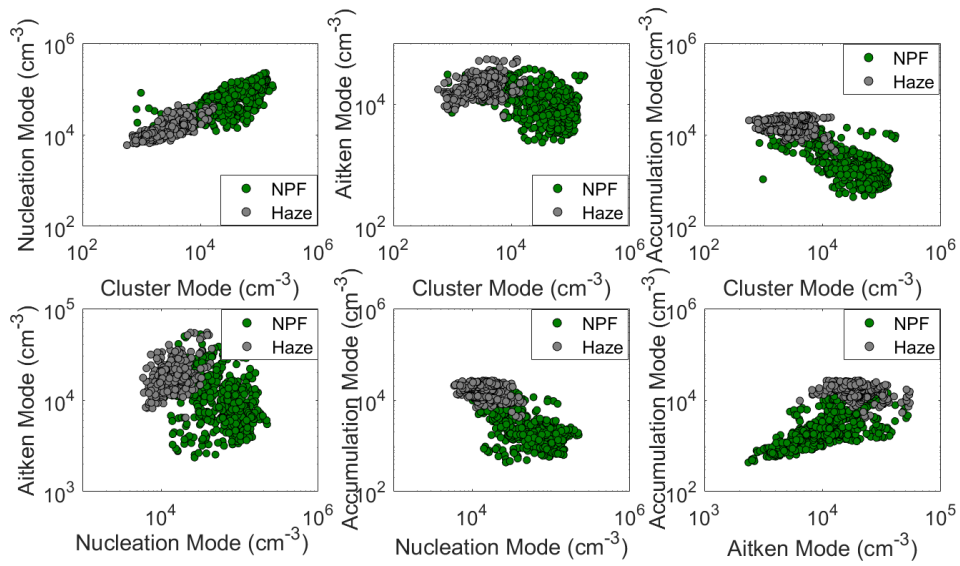 Nucleation Mode (cm-3)
10^6
10^4
10^2
NPF
Haze
10^2
10^4
10^6
Cluster Mode (cm-3)
Aitken Mode (cm-3)
10^4
10^2
NPF
Haze
10^2
10^4
10^6
Cluster Mode (cm-3)
Accumulation Mode(cm-3)
10^6
10^4
10^2
NPF
Haze
10^2
10^4
10^6
Cluster Mode (cm-3)
Aitken Mode (cm-3)
10^5
10^4
10^3
NPF
Haze
10^4
10^6
Nucleation Mode (cm-3)
Accumulation Mode (cm-3)
10^6
10^4
10^2
NPF
Haze
10^4
10^6
Nucleation Mode (cm-3)
Accumulation Mode (cm-3)
10^6
10^4
10^2
NPF
Haze
10^3
10^4
10^5
Aitken Mode (cm-3)